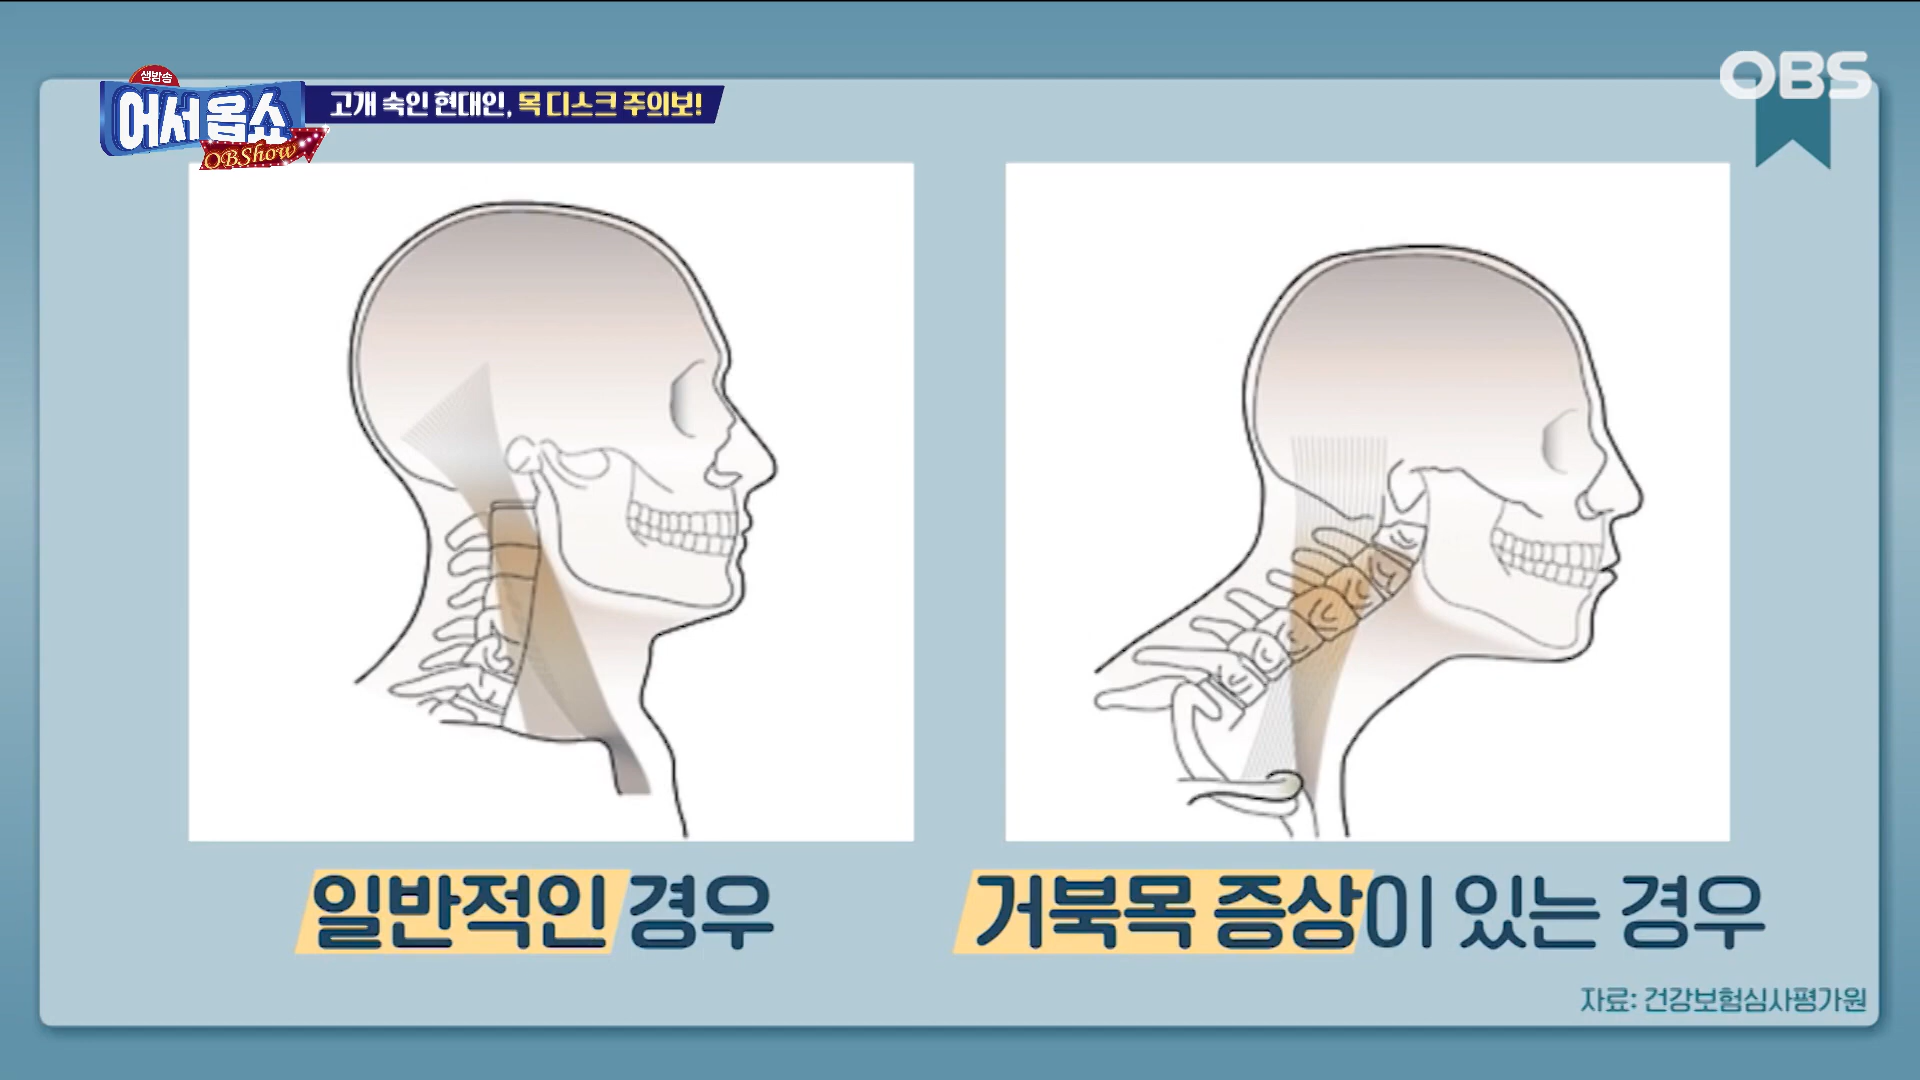 생방송
어서옵쇼
OBShow
고개 숙인 현대인, 목 디스크 주의보!
OBS
일반적인 경우
거북목 증상이 있는 경우
자료: 건강보험심사평가원